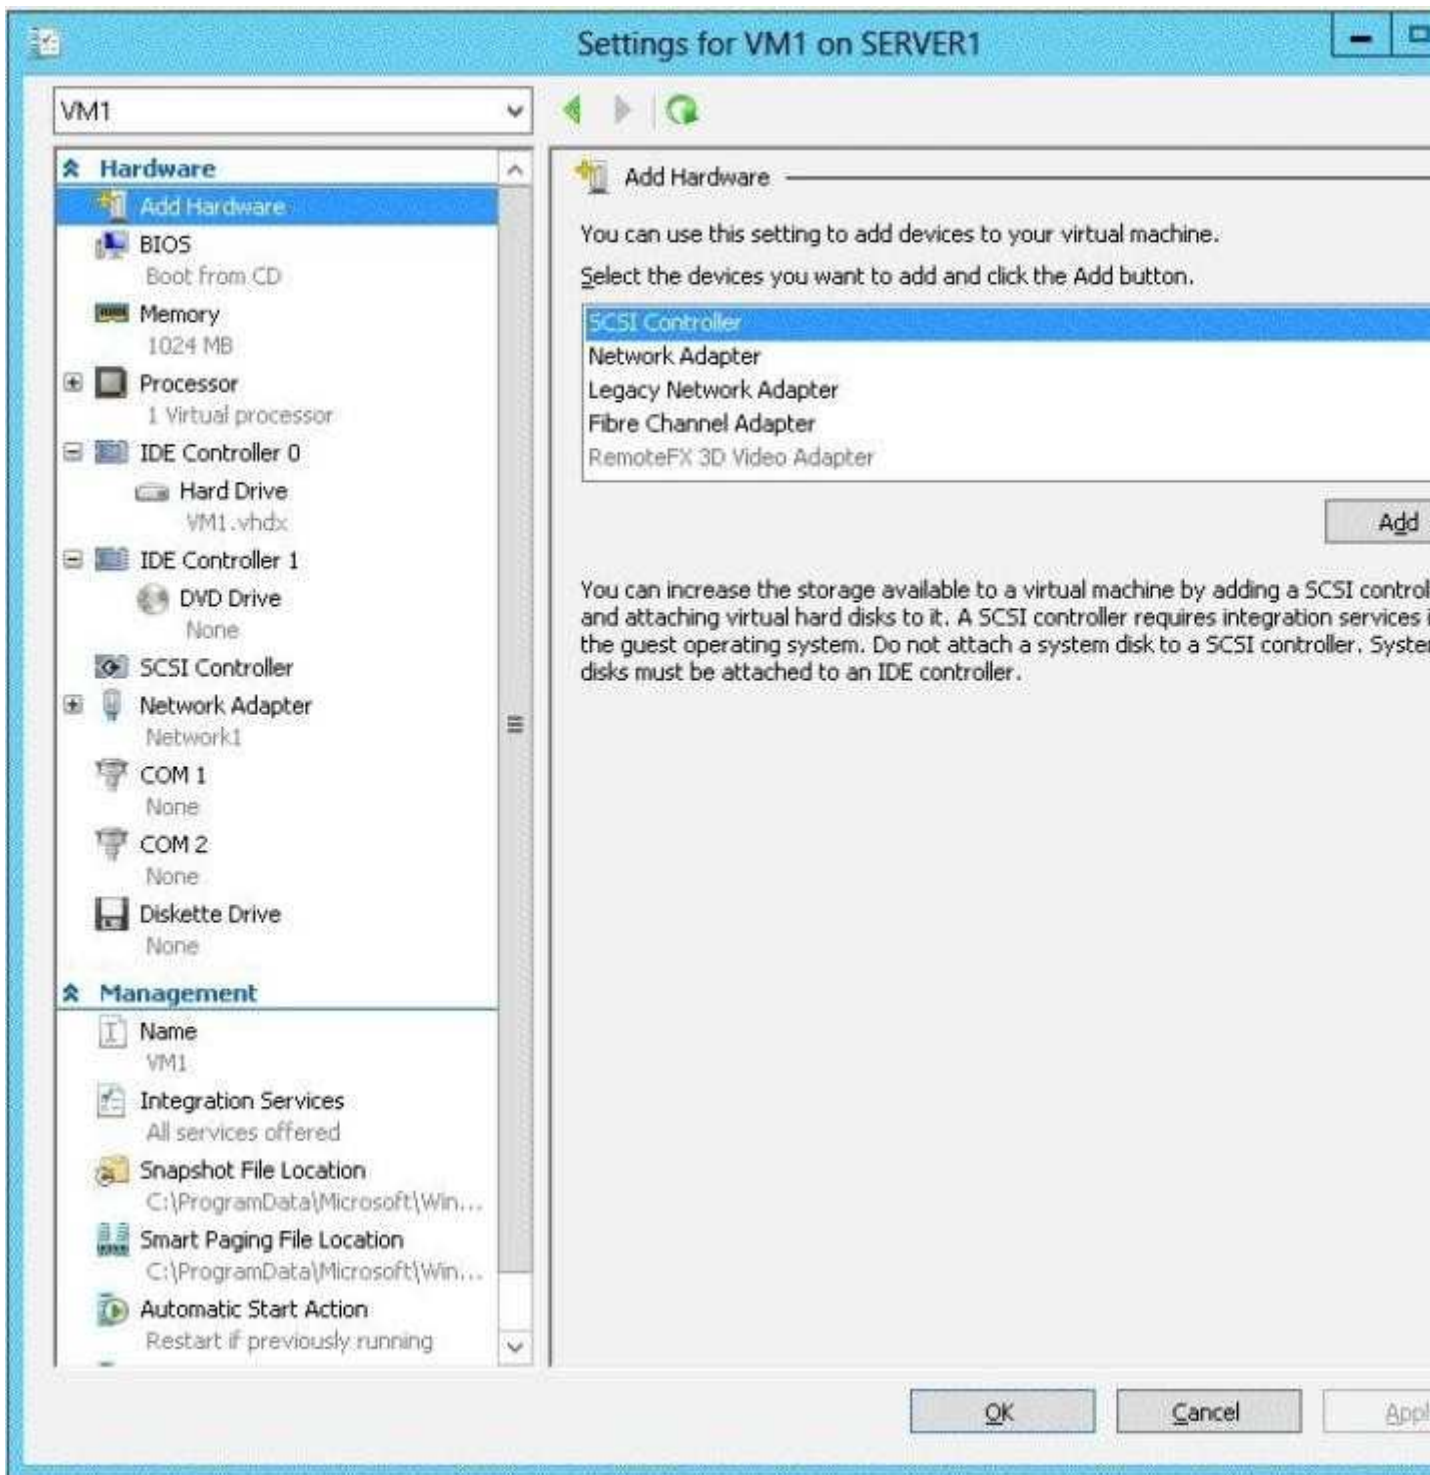 Settings for VM1 on SERVER1
VM1
Hardware
Add Hardware
BIOS
Boot from CD
Memory
1024 MB
Processor
1 Virtual processor
IDE Controller 0
Hard Drive
VM1.vhdx
IDE Controller 1
DVD Drive
None
SCSI Controller
Network Adapter
Network1
COM 1
None
COM 2
None
Diskette Drive
None
Management
Name
VM1
Integration Services
All services offered
Snapshot File Location
C:\ProgramData\Microsoft\Win...
Smart Paging File Location
C:\ProgramData\Microsoft\Win...
Automatic Start Action
Restart if previously running
Add Hardware
You can use this setting to add devices to your virtual machine.
Select the devices you want to add and click the Add button.
SCSI Controller
Network Adapter
Legacy Network Adapter
Fibre Channel Adapter
RemoteFX 3D Video Adapter
Add
You can increase the storage available to a virtual machine by adding a SCSI control
and attaching virtual hard disks to it. A SCSI controller requires integration services i
the guest operating system. Do not attach a system disk to a SCSI controller. Syste
disks must be attached to an IDE controller.
OK
Cancel
Appl